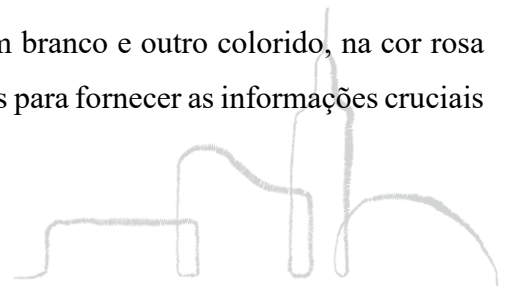 branco e outro colorido, na cor rosa
para fornecer as informações cruciais